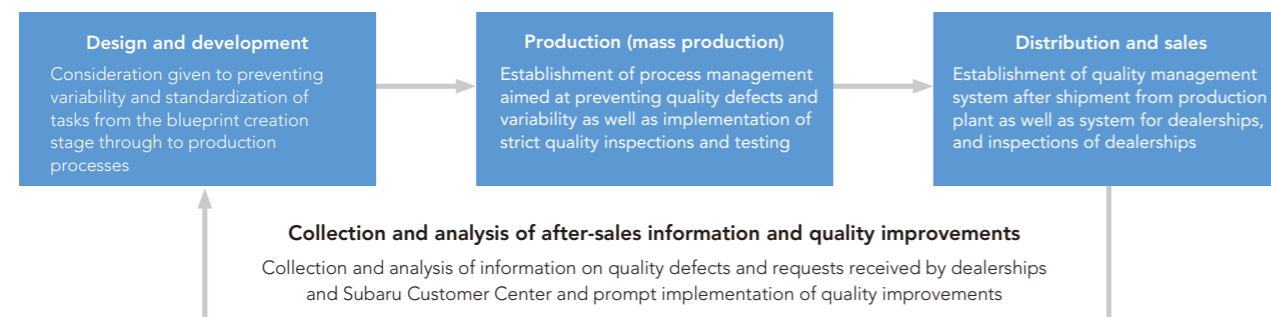 Design and development
Consideration given to preventing
variability and standardization of
tasks from the blueprint creation
stage through to production
processes
Production (mass production)
Establishment of process management
aimed at preventing quality defects and
variability as well as implementation of
strict quality inspections and testing
Distribution and sales
Establishment of quality management
system after shipment from production
plant as well as system for dealerships,
and inspections of dealerships
Collection and analysis of after-sales information and quality improvements
Collection and analysis of information on quality defects and requests received by dealerships
and Subaru Customer Center and prompt implementation of quality improvements